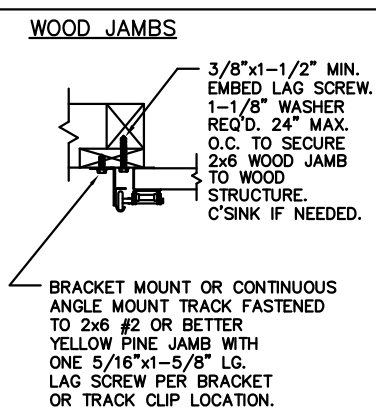 WOOD JAMBS
3/8"x1-1/2" MIN.
EMBED LAG SCREW.
1-1/8" WASHER
REQ'D. 24" MAX.
O.C. TO SECURE
2x6 WOOD JAMB
TO WOOD
STRUCTURE.
C'SINK IF NEEDED.
BRACKET MOUNT OR CONTINUOUS
ANGLE MOUNT TRACK FASTENED
TO 2x6 #2 OR BETTER
YELLOW PINE JAMB WITH
ONE 5/16"x1-5/8" LG.
LAG SCREW PER BRACKET
OR TRACK CLIP LOCATION.